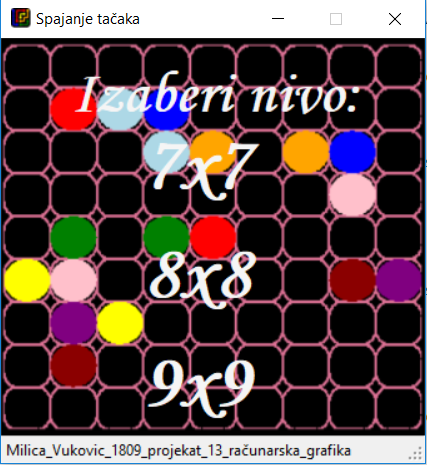 Spajanje tačaka
Izaberi nivo:
7x7
8x8
9x9
Milica_Vukovic_1809_projekat_13_računarska_grafika